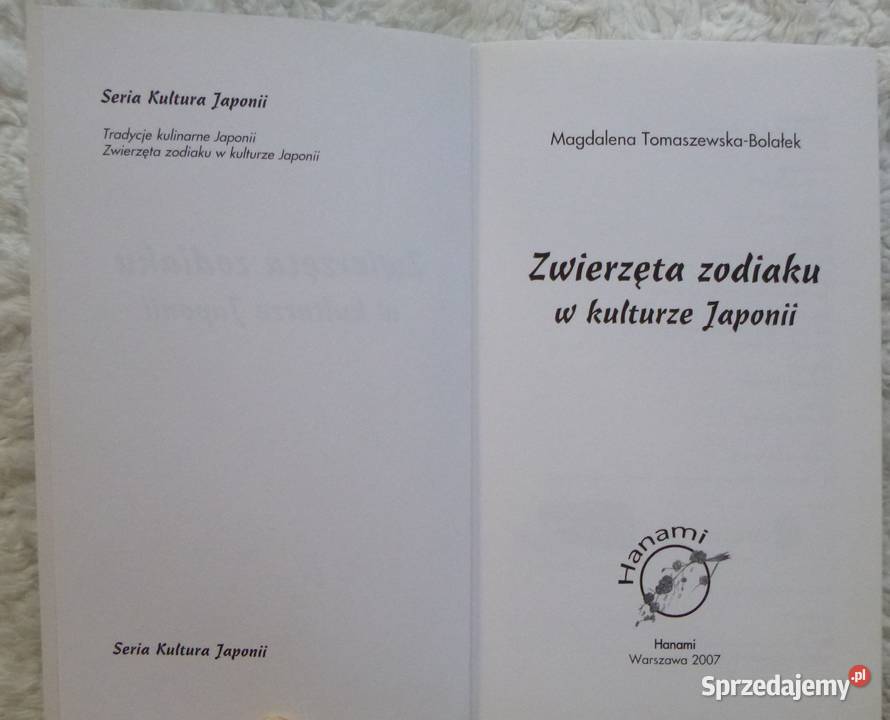 Seria Kultura Japonii
Tradycje kulinarne Japonii
Zwierzęta zodiaku w kulturze Japonii
Seria Kultura Japonii
Magdalena Tomaszewska-Bolałek
Zwierzęta zodiaku
w kulturze Japonii
Hanami
Hanami
Warszawa 2007
Sprzedajemy.pl